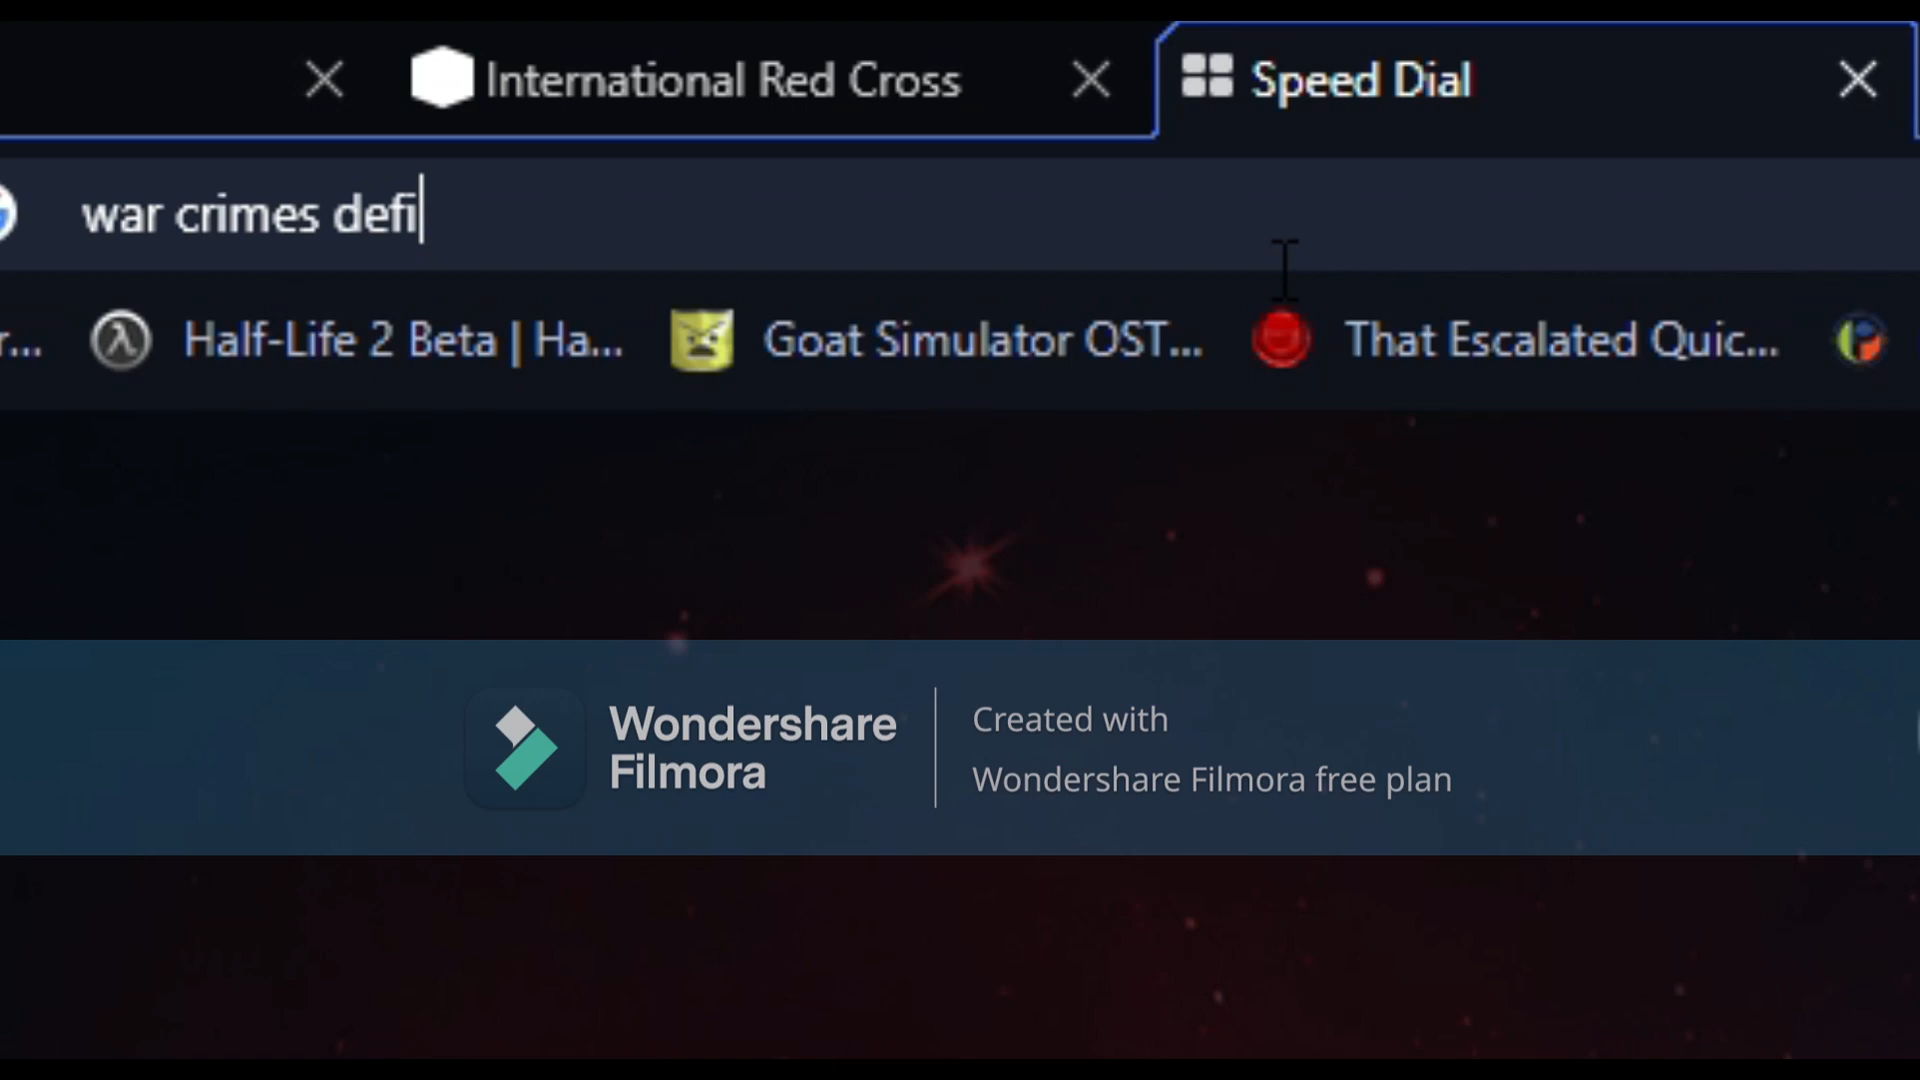 International Red Cross
Speed Dial
war crimes defi
r... Half-Life 2 Beta | Ha... Goat Simulator OST... That Escalated Quic...
Wondershare Filmora
Created with
Wondershare Filmora free plan